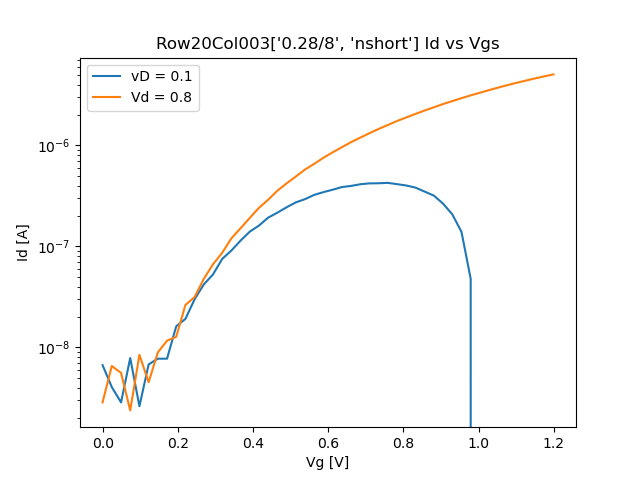 Row20Col003['0.28/8', 'nshort'] Id vs Vgs
vD = 0.1
Vd = 0.8
Id [A]
10⁻⁶
10⁻⁷
10⁻⁸
0.0 0.2 0.4 0.6 0.8 1.0 1.2
Vg [V]